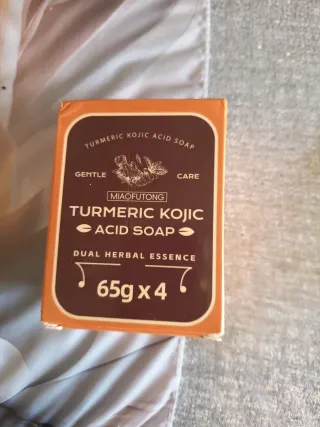 TURMERIC KOJIC ACID SOAP
GENTLE CARE
MIAOFUTONG
TURMERIC KOJIC
ACID SOAP
DUAL HERBAL ESSENCE
65g x 4